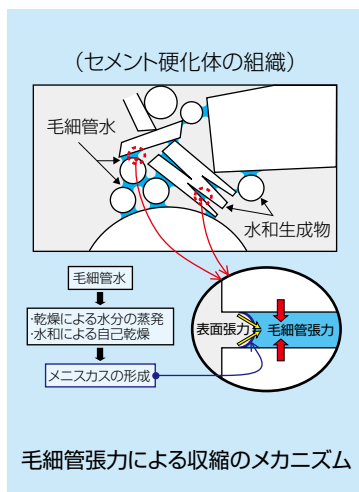 （セメント硬化体の組織）
毛細管水
水和生成物
毛細管水
・乾燥による水分の蒸発
・水和による自己乾燥
メニスカスの形成
表面張力
毛細管張力
毛細管張力による収縮のメカニズム